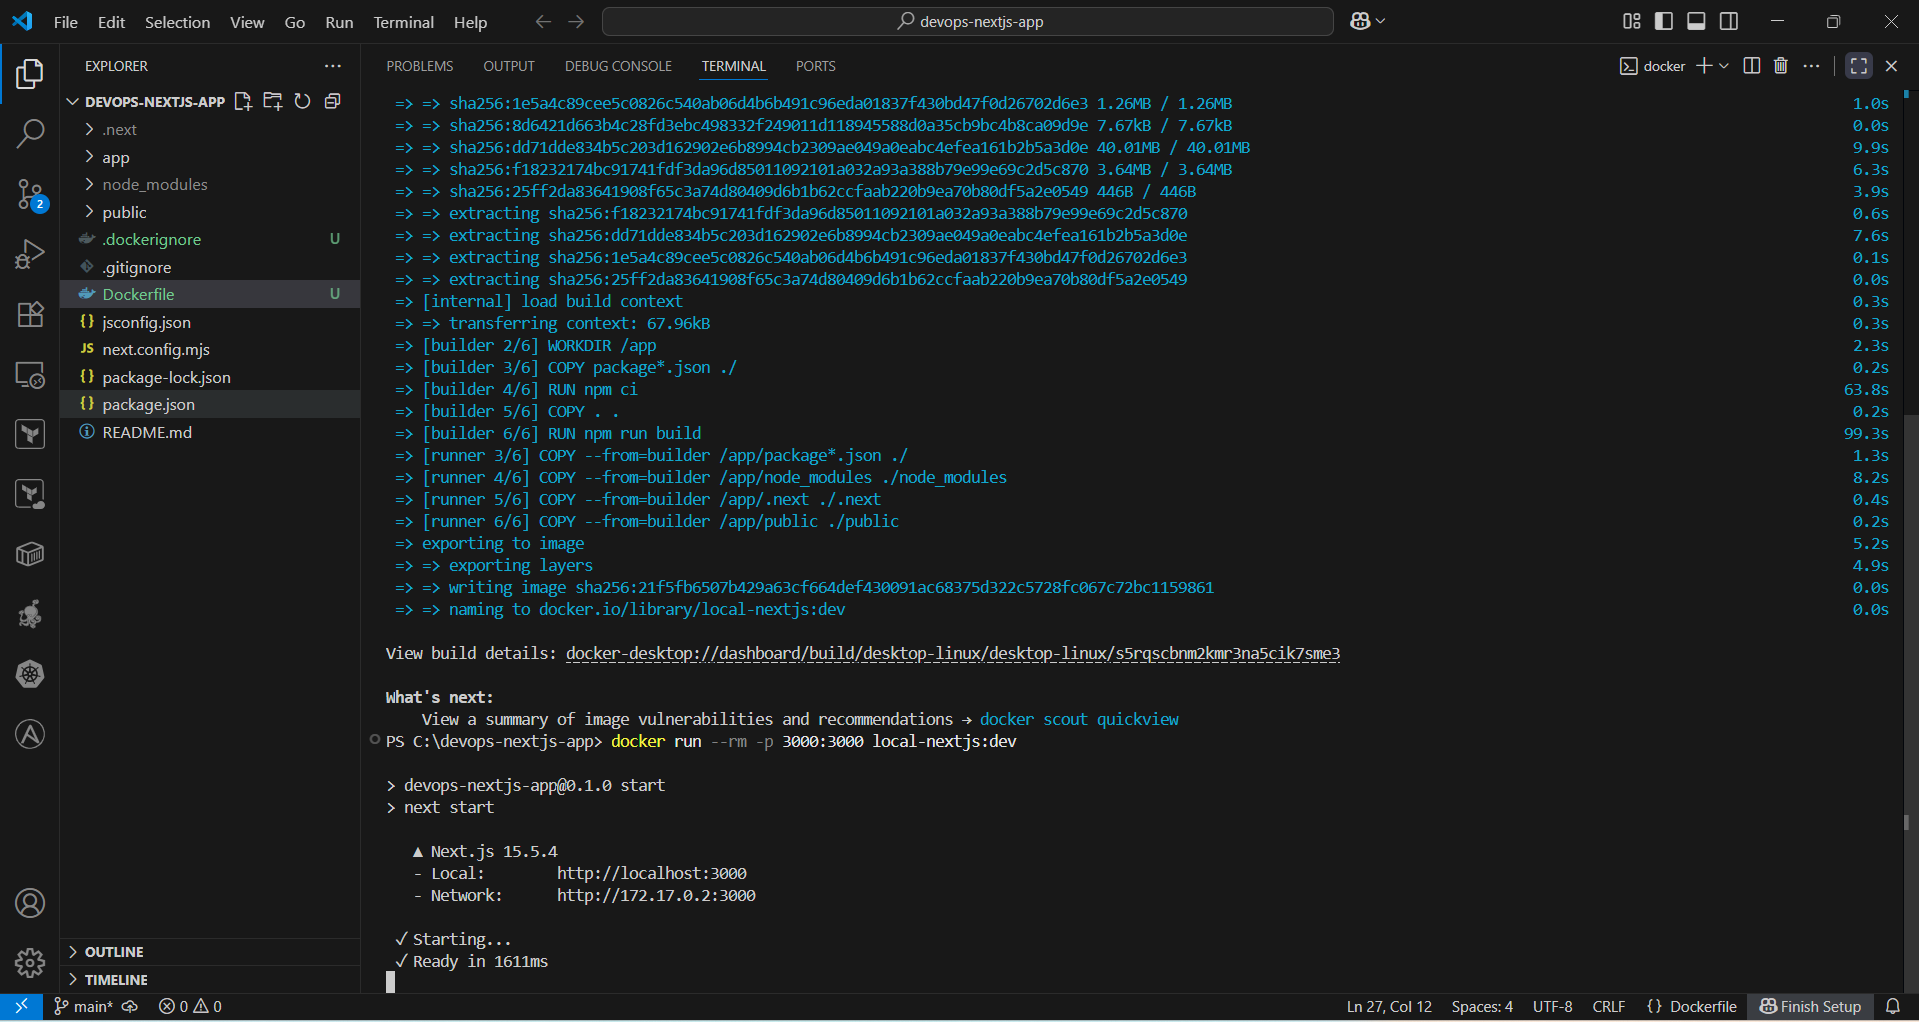 File Edit Selection View Go Run Terminal Help
devops-nextjs-app
EXPLORER
DEVOPS-NEXTJS-APP
.next
app
node_modules
public
.dockerignore U
.gitignore
Dockerfile U
jsconfig.json
JS next.config.mjs
package-lock.json
package.json
README.md
OUTLINE
TIMELINE
2
PROBLEMS OUTPUT DEBUG CONSOLE TERMINAL PORTS
docker
=> => sha256:1e5a4c89cee5c0826c540ab06d4b6b491c96eda01837f430bd47f0d26702d6e3 1.26MB / 1.26MB 1.0s
=> => sha256:8d6421d663b4c28fd3ebc498332f249011d118945588d0a35cb9bc4b8ca09d9e 7.67kB / 7.67kB 0.0s
=> => sha256:dd71dde834b5c203d162902e6b8994cb2309ae049a0eabc4efea161b2b5a3d0e 40.01MB / 40.01MB 9.9s
=> => sha256:f18232174bc91741fdf3da96d85011092101a032a93a388b79e99e69c2d5c870 3.64MB / 3.64MB 6.3s
=> => sha256:25ff2da83641908f65c3a74d80409d6b1b62ccfaab220b9ea70b80df5a2e0549 446B / 446B 3.9s
=> => extracting sha256:f18232174bc91741fdf3da96d85011092101a032a93a388b79e99e69c2d5c870 0.6s
=> => extracting sha256:dd71dde834b5c203d162902e6b8994cb2309ae049a0eabc4efea161b2b5a3d0e 7.6s
=> => extracting sha256:1e5a4c89cee5c0826c540ab06d4b6b491c96eda01837f430bd47f0d26702d6e3 0.1s
=> => extracting sha256:25ff2da83641908f65c3a74d80409d6b1b62ccfaab220b9ea70b80df5a2e0549 0.0s
=> [internal] load build context 0.3s
=> => transferring context: 67.96kB 0.3s
=> [builder 2/6] WORKDIR /app 2.3s
=> [builder 3/6] COPY package*.json ./ 0.2s
=> [builder 4/6] RUN npm ci 63.8s
=> [builder 5/6] COPY . . 0.2s
=> [builder 6/6] RUN npm run build 99.3s
=> [runner 3/6] COPY --from=builder /app/package*.json ./ 1.3s
=> [runner 4/6] COPY --from=builder /app/node_modules ./node_modules 8.2s
=> [runner 5/6] COPY --from=builder /app/.next ./.next 0.4s
=> [runner 6/6] COPY --from=builder /app/public ./public 0.2s
=> exporting to image 5.2s
=> => exporting layers 4.9s
=> => writing image sha256:21f5fb6507b429a63cf664def430091ac68375d322c5728fc067c72bc1159861 0.0s
=> => naming to docker.io/library/local-nextjs:dev 0.0s
View build details: docker-desktop://dashboard/build/desktop-linux/desktop-linux/s5rqscbnm2kmr3na5cik7sme3
What's next:
View a summary of image vulnerabilities and recommendations → docker scout quickview
PS C:\devops-nextjs-app> docker run --rm -p 3000:3000 local-nextjs:dev
> devops-nextjs-app@0.1.0 start
> next start
▲ Next.js 15.5.4
- Local: http://localhost:3000
- Network: http://172.17.0.2:3000
✓ Starting...
✓ Ready in 1611ms
main* 0 0 Ln 27, Col 12 Spaces: 4 UTF-8 CRLF {} Dockerfile Finish Setup